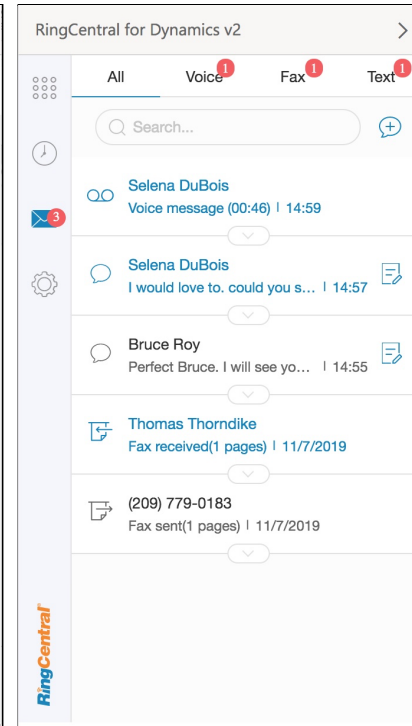 RingCentral for Dynamics v2
All Voice 1 Fax 1 Text 1
Search...
Selena DuBois
Voice message (00:46) | 14:59
3
Selena DuBois
I would love to. could you s... | 14:57
Bruce Roy
Perfect Bruce. I will see yo... | 14:55
Thomas Thorndike
Fax received(1 pages) | 11/7/2019
(209) 779-0183
Fax sent(1 pages) | 11/7/2019
RingCentral